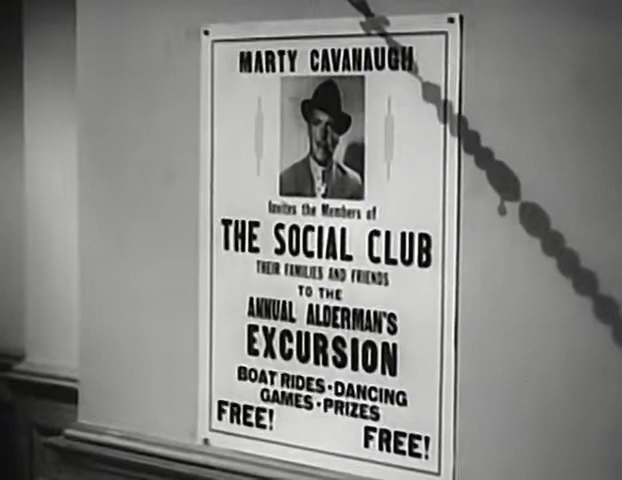 MARTY CAVANAUGH
Invites the Members of
THE SOCIAL CLUB
THEIR FAMILIES AND FRIENDS
TO THE
ANNUAL ALDERMAN'S
EXCURSION
BOAT RIDES · DANCING
GAMES · PRIZES
FREE! FREE!